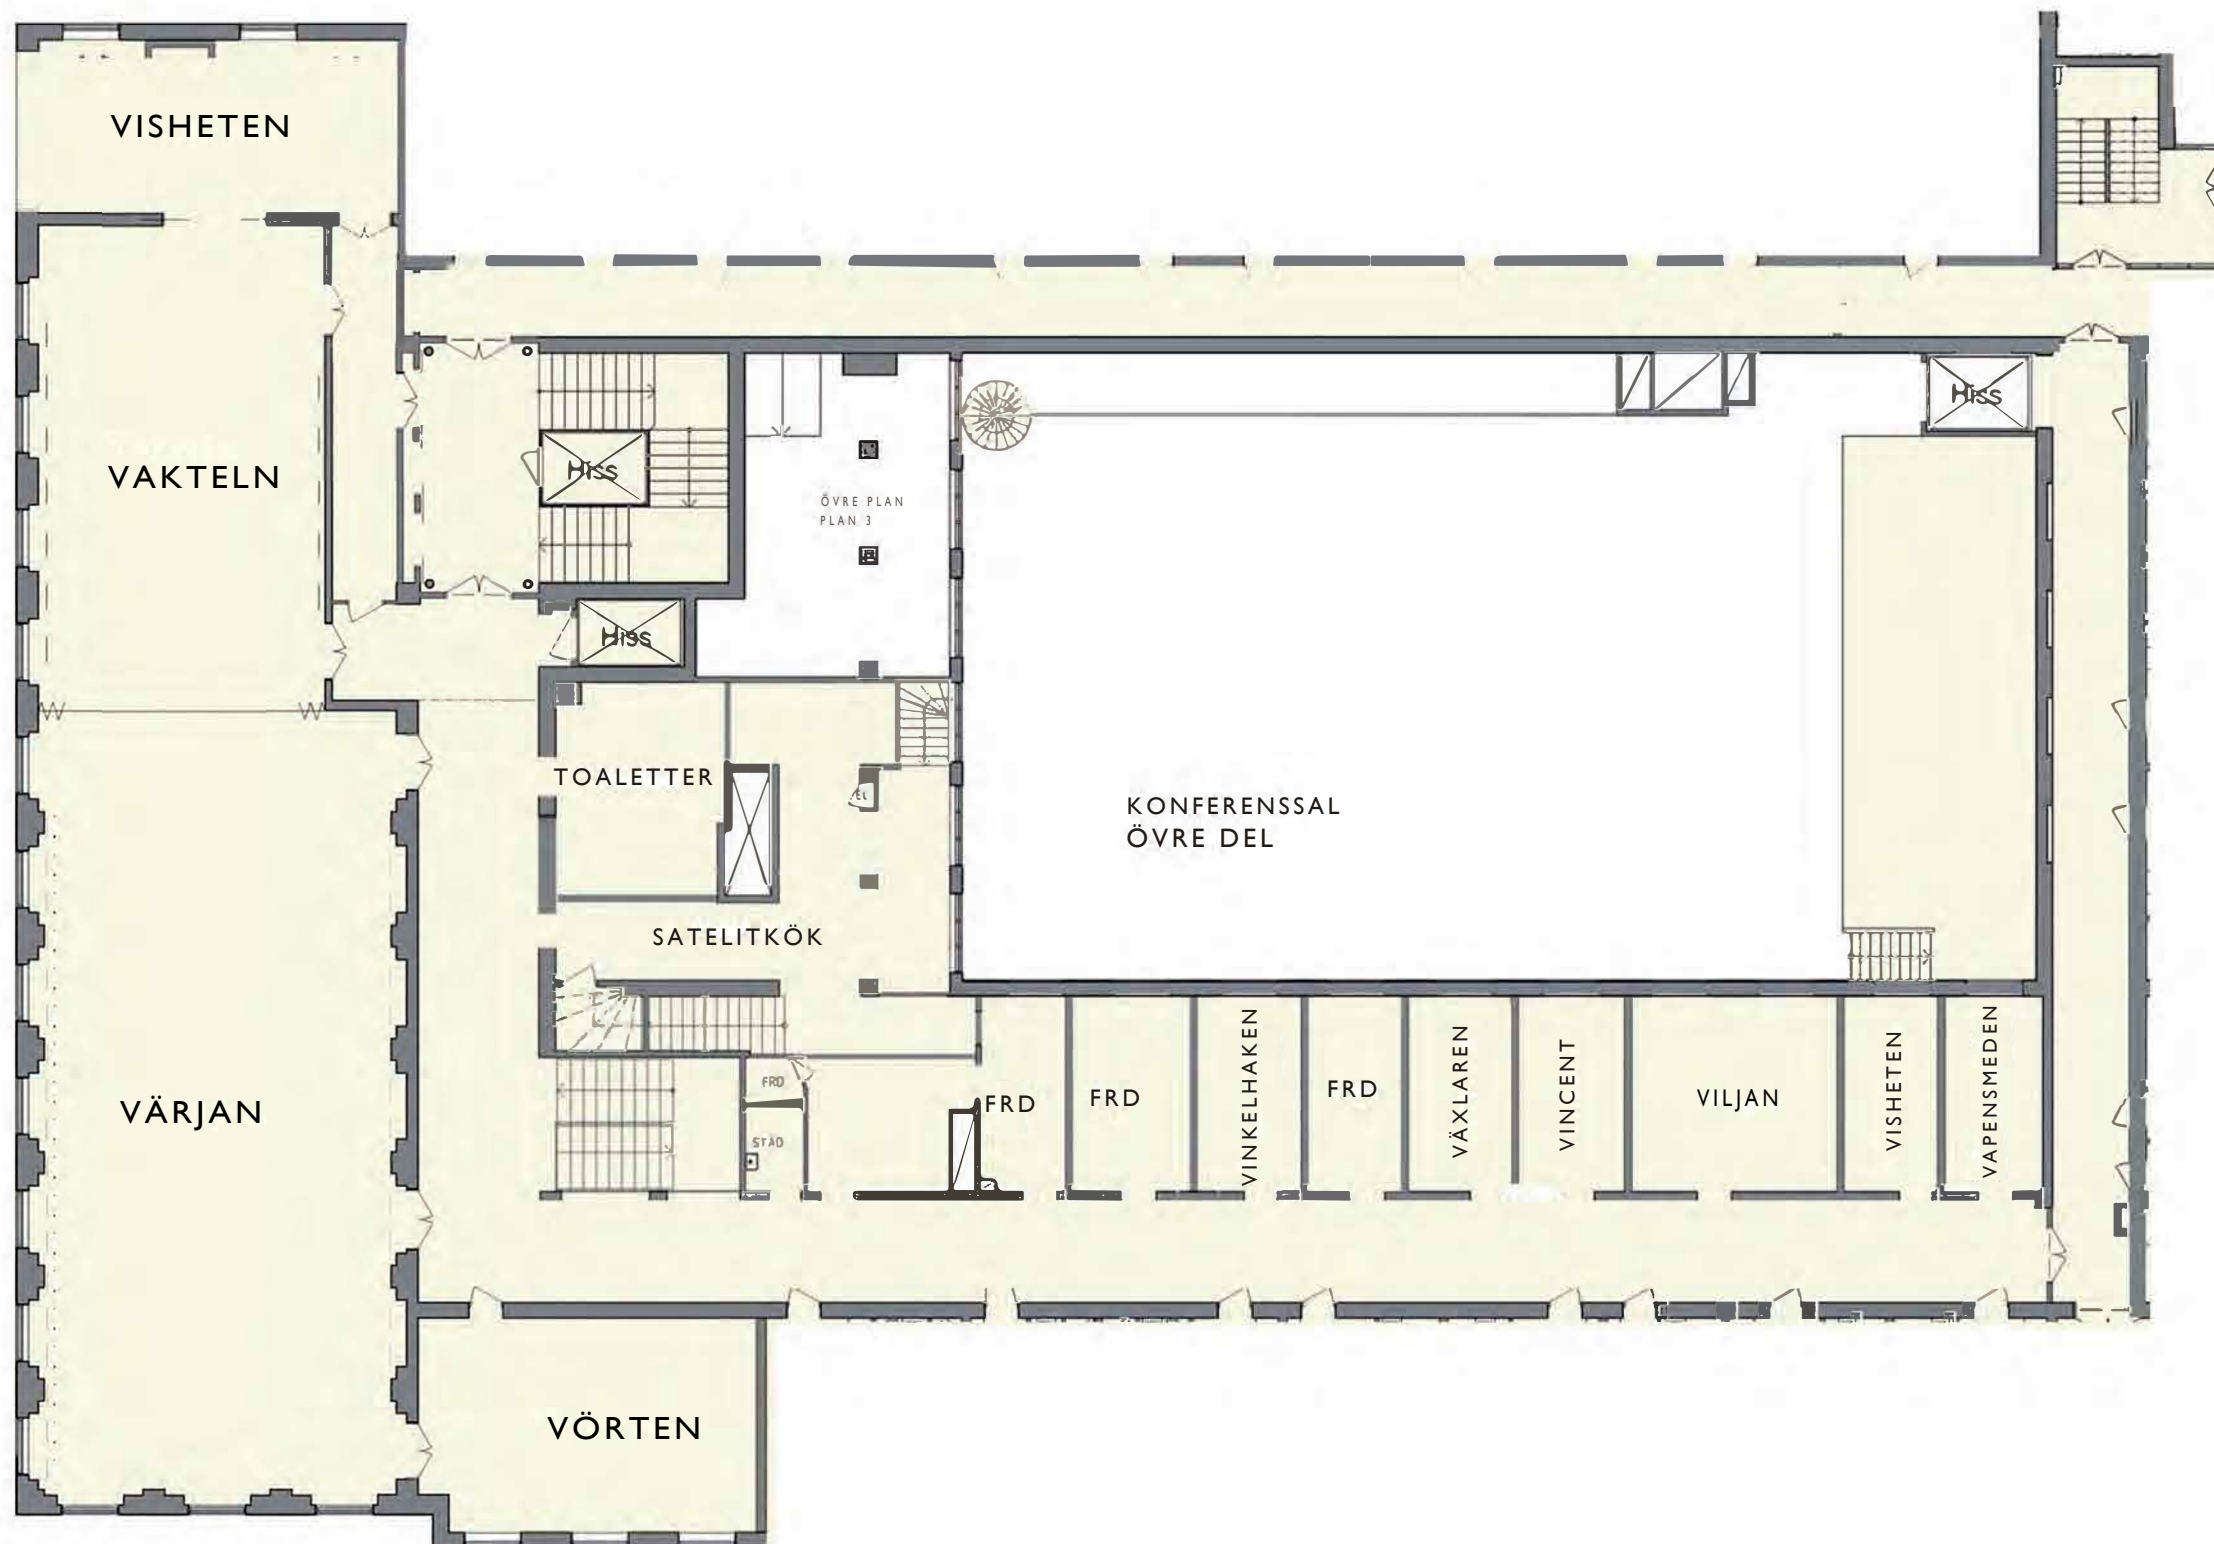 VISHETEN
Hiss
VAKTELN
Hiss
ÖVRE PLAN
PLAN 3
Hiss
TOALETTER
EL
KONFERENSSAL
ÖVRE DEL
SATELITKÖK
VÄRJAN
FRD
STÄD
FRD
FRD
VINKELHAKEN
FRD
VÄXLAREN
VINCENT
VILJAN
VISHETEN
VAPENSMEDEN
VÖRTEN